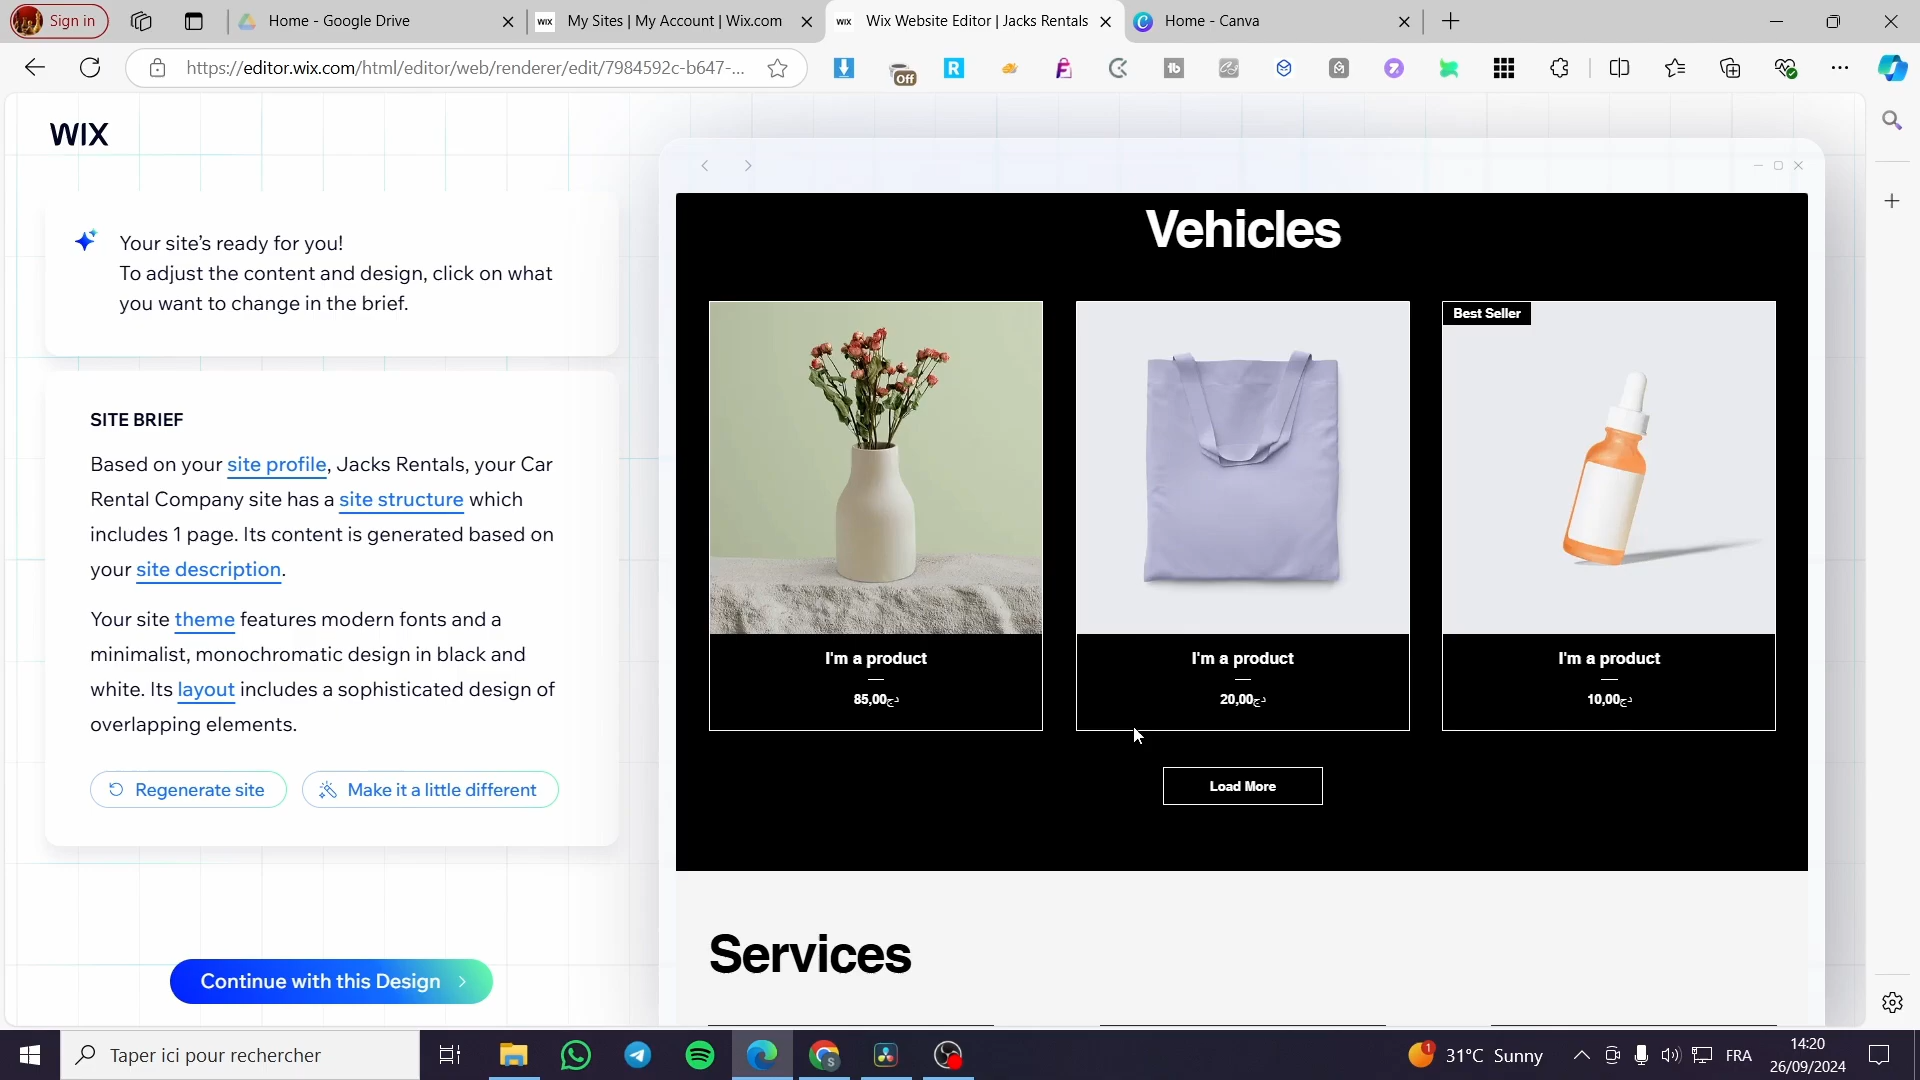 Sign in
Home - Google Drive
WIX
My Sites | My Account | Wix.com
WIX
Wix Website Editor | Jacks Rentals
Home - Canva
https://editor.wix.com/html/editor/web/renderer/edit/7984592c-b647-...
Off
WIX
Your site's ready for you!
To adjust the content and design, click on what
you want to change in the brief.
SITE BRIEF
Based on your site profile, Jacks Rentals, your Car
Rental Company site has a site structure which
includes 1 page. Its content is generated based on
your site description.
Your site theme features modern fonts and a
minimalist, monochromatic design in black and
white. Its layout includes a sophisticated design of
overlapping elements.
Regenerate site
Make it a little different
Continue with this Design
Vehicles
Best Seller
I'm a product
85,00دج
I'm a product
20,00دج
I'm a product
10,00دج
Load More
Services
Taper ici pour rechercher
1
31°C Sunny
FRA
14:20
26/09/2024